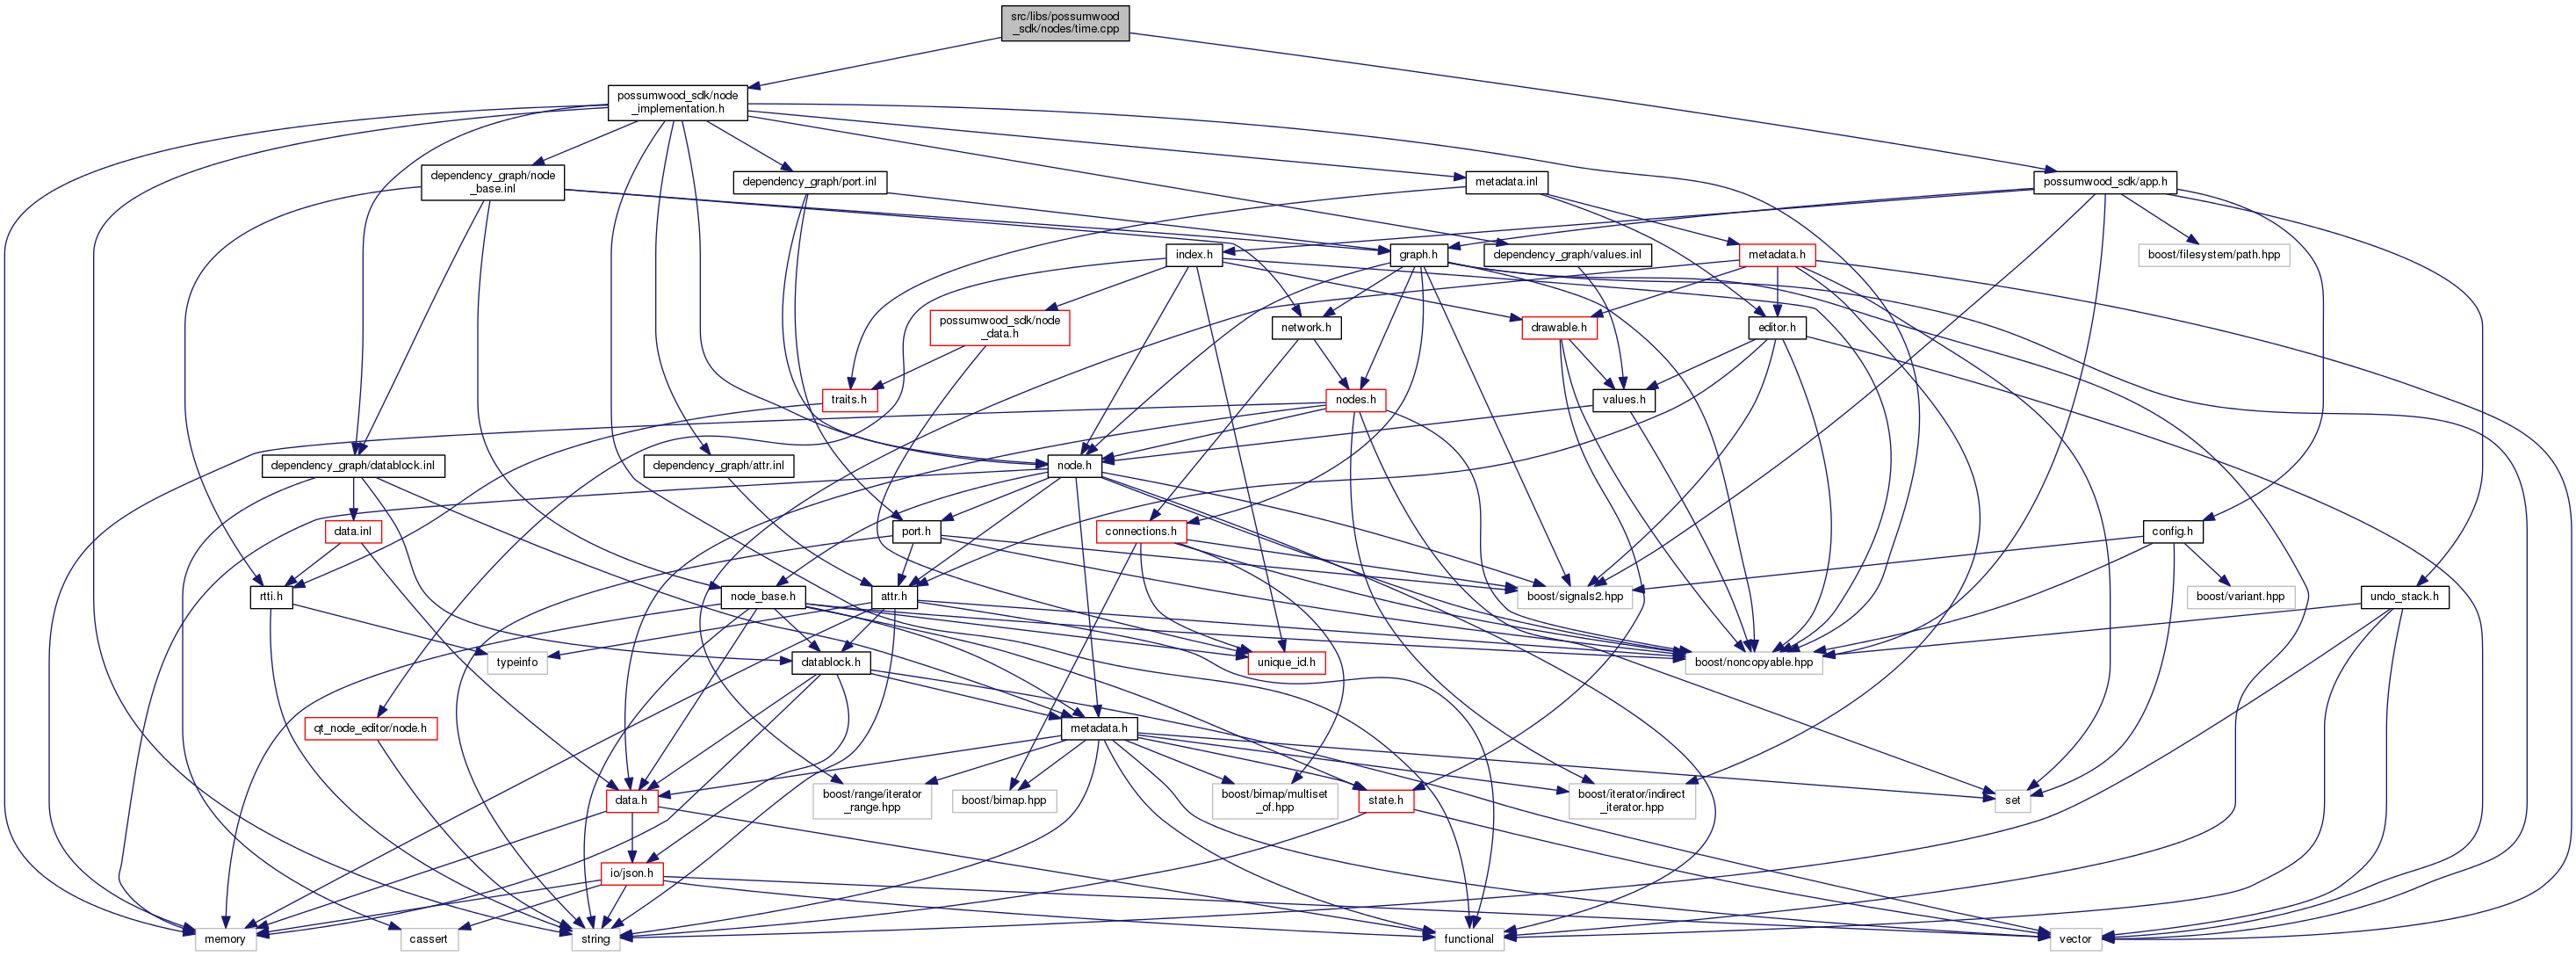 src/libs/possumwood
_sdk/nodes/time.cpp
possumwood_sdk/node
_implementation.h
dependency_graph/node
_base.inl
dependency_graph/port.inl
metadata.inl
possumwood_sdk/app.h
index.h
graph.h
dependency_graph/values.inl
metadata.h
boost/filesystem/path.hpp
possumwood_sdk/node
_data.h
network.h
drawable.h
editor.h
traits.h
nodes.h
values.h
dependency_graph/datablock.inl
dependency_graph/attr.inl
node.h
data.inl
port.h
connections.h
config.h
rtti.h
node_base.h
attr.h
boost/signals2.hpp
boost/variant.hpp
undo_stack.h
typeinfo
datablock.h
unique_id.h
boost/noncopyable.hpp
qt_node_editor/node.h
metadata.h
data.h
boost/range/iterator
_range.hpp
boost/bimap.hpp
boost/bimap/multiset
_of.hpp
state.h
boost/iterator/indirect
_iterator.hpp
set
io/json.h
memory
cassert
string
functional
vector